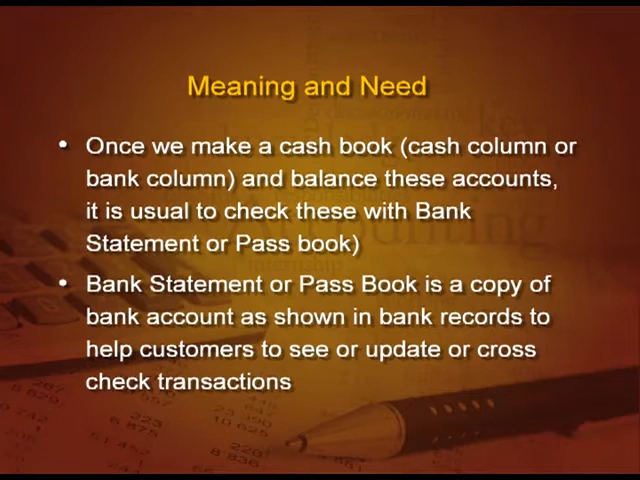 Meaning and Need
• Once we make a cash book (cash column or
bank column) and balance these accounts,
it is usual to check these with Bank
Statement or Pass book)
• Bank Statement or Pass Book is a copy of
bank account as shown in bank records to
help customers to see or update or cross
check transactions